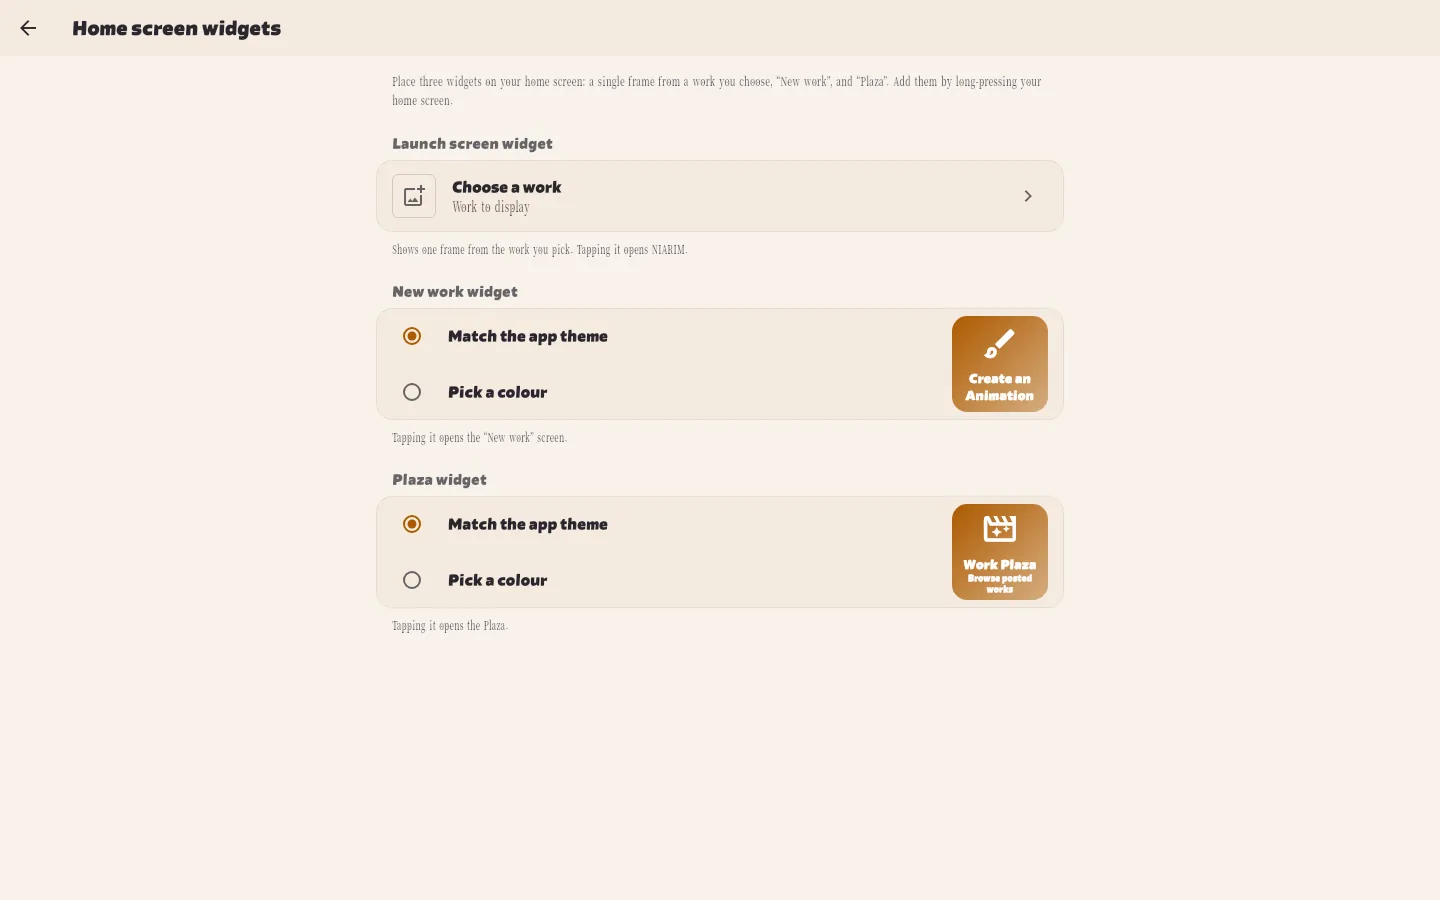 Home screen widgets
Place three widgets on your home screen: a single frame from a work you choose, “New work”, and “Plaza”. Add them by long-pressing your
home screen.
Launch screen widget
Choose a work
Work to display
Shows one frame from the work you pick. Tapping it opens NIARIM.
New work widget
Match the app theme
Pick a colour
Create an
Animation
Tapping it opens the “New work” screen.
Plaza widget
Match the app theme
Pick a colour
Work Plaza
Browse posted
works
Tapping it opens the Plaza.